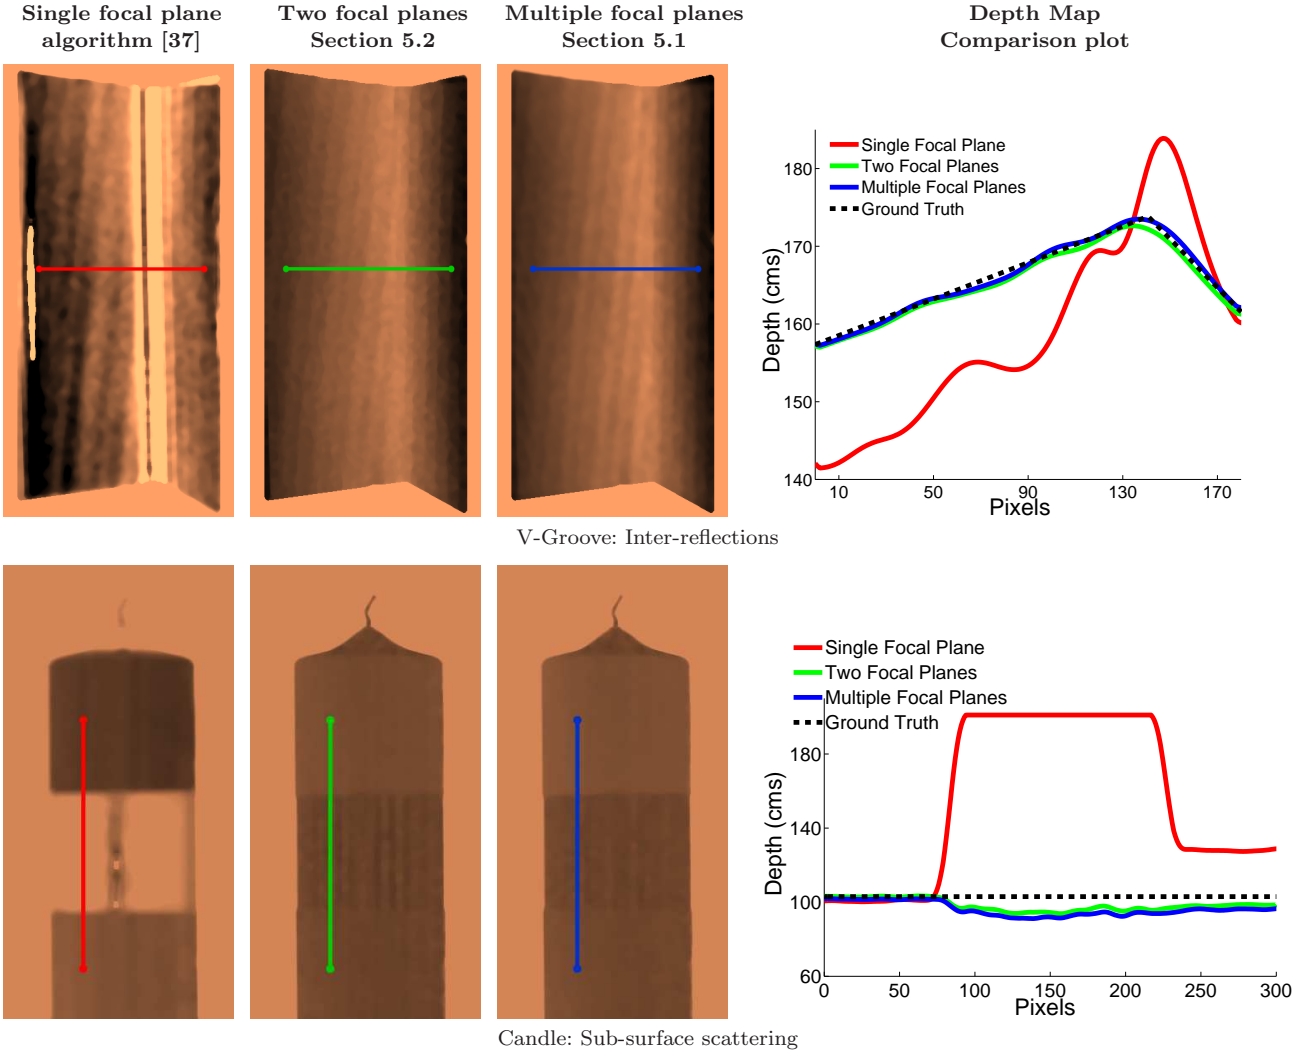 Single focal plane
algorithm [37]
Two focal planes
Section 5.2
Multiple focal planes
Section 5.1
Depth Map
Comparison plot
Single Focal Plane
Two Focal Planes
Multiple Focal Planes
Ground Truth
180
170
160
150
140
Depth (cms)
10
50
90
130
170
Pixels
V-Groove: Inter-reflections
Single Focal Plane
Two Focal Planes
Multiple Focal Planes
Ground Truth
180
140
100
60
Depth (cms)
0
50
100
150
200
250
300
Pixels
Candle: Sub-surface scattering